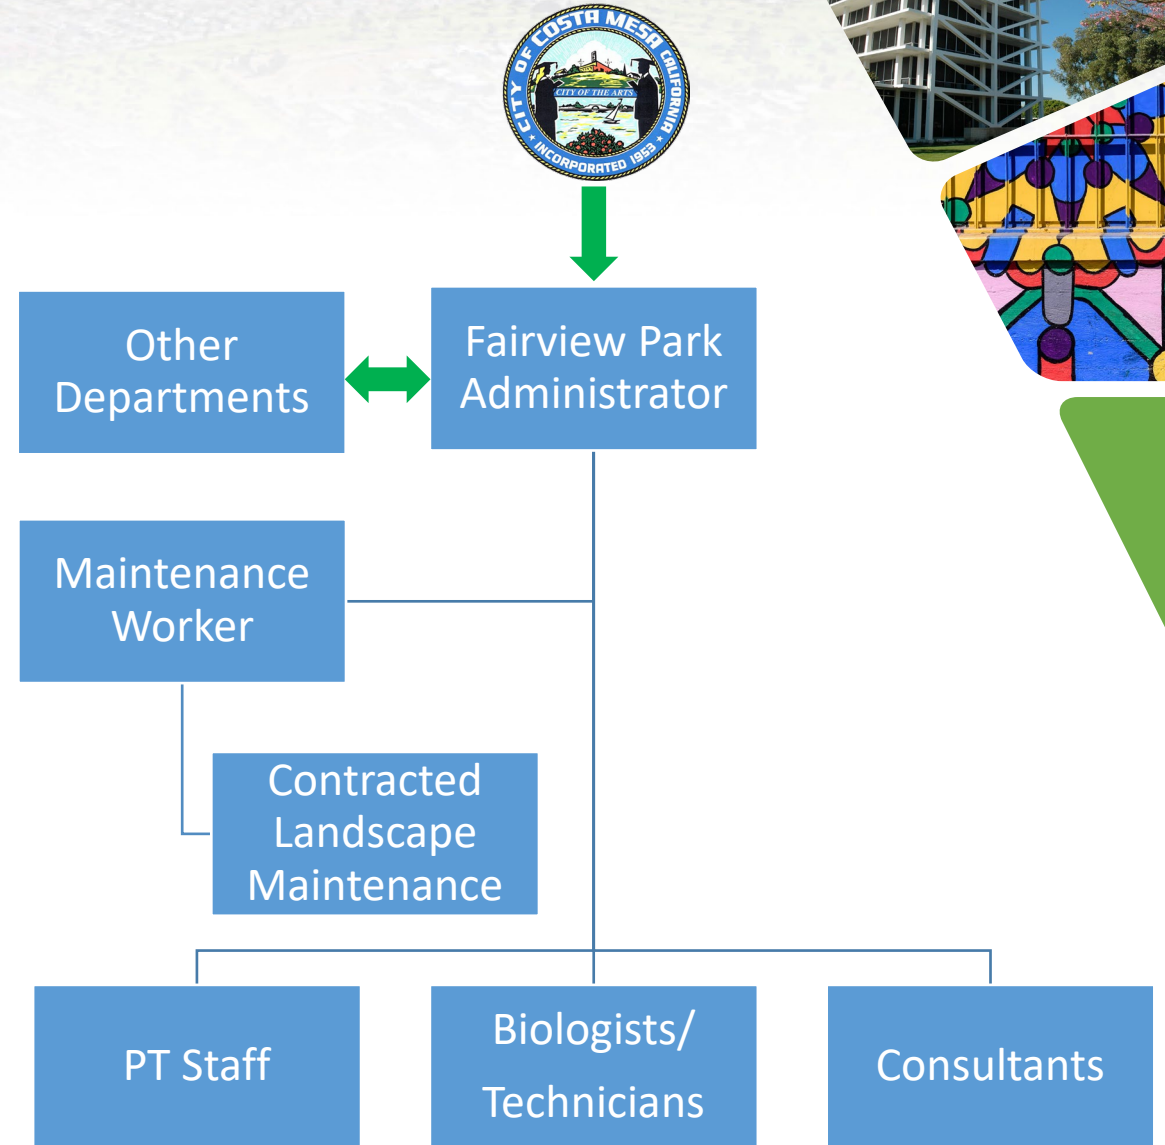 CITY OF COSTA MESA CALIFORNIA
CITY OF THE ARTS
INCORPORATED 1953
Other
Departments
Fairview Park
Administrator
Maintenance
Worker
Contracted
Landscape
Maintenance
PT Staff
Biologists/
Technicians
Consultants